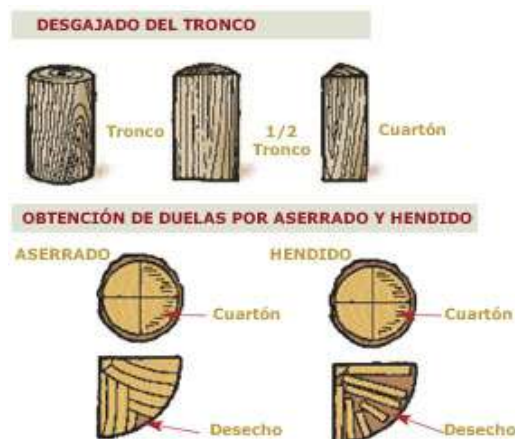 DESGAJADO DEL TRONCO
Tronco
1/2
Tronco
Cuartón
OBTENCIÓN DE DUELAS POR ASERRADO Y HENDIDO
ASERRADO
Cuartón
Desecho
HENDIDO
Cuartón
Desecho